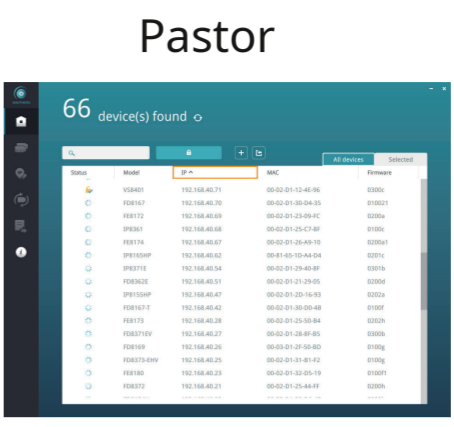 Pastor
66 device(s) found
All devices Selected
Status Model IP MAC Firmware
VS8401 192.168.40.71 00-02-D1-12-4E-96 0300c
FD8167 192.168.40.70 00-02-D1-30-D4-35 010021
FE8172 192.168.40.69 00-02-D1-23-09-FC 0200a
IP8361 192.168.40.68 00-02-D1-25-C7-BF 0100c
FE8174 192.168.40.67 00-02-D1-26-A9-10 0200a1
IP816SHP 192.168.40.62 00-81-E5-10-A4-D4 0201c
IP8371E 192.168.40.54 00-02-D1-29-40-8F 0301b
FD8362E 192.168.40.51 00-02-D1-21-29-05 0200d
IP815SHP 192.168.40.47 00-02-D1-2D-16-93 0202a
FD8167-T 192.168.40.42 00-02-D1-30-D0-4B 0100f
FE8173 192.168.40.28 00-02-D1-25-50-B4 0202h
FD8371EV 192.168.40.27 00-02-D1-28-8F-B5 0300b
FD8169 192.168.40.26 00-03-D1-2F-50-BD 0100g
FD8373-EHV 192.168.40.25 00-02-D1-31-B1-F2 0100g
FE8180 192.168.40.23 00-02-D1-32-D5-19 0100f1
FD8372 192.168.40.21 00-02-D1-25-44-FF 0200h